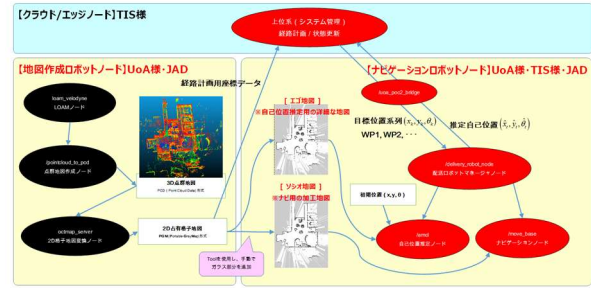 【クラウド/エッジノード】TIS様
上位系(システム管理)
経路計画/状態更新
【地図作成ロボットノード】UoA様・JAD
loam_velodyne
LOAMノード
/pointcloud_to_pcd
点群地図作成ノード
octmap_server
2D格子地図変換ノード
3D点群地図
PCD(PointCloudData)方式
2D占有格子地図
PGM(Portable GrayMap)方式
経路計画用座標データ
【ナビゲーションロボットノード】UoA様・TIS様・JAD
[ エゴ地図 ]
※自己位置推定用の詳細な地図
[ ソシオ地図 ]
※ナビ用の加工地図
Toolを使用し、手動で
ガラス部分を追加
/ros_pos2_bridge
目標位置系列
WP1, WP2, ・・・
推定自己位置
/delivery_robot_node
配送ロボットマネージャノード
初期位置(x,y,θ)
/amcl
自己位置推定ノード
/move_base
ナビゲーションノード